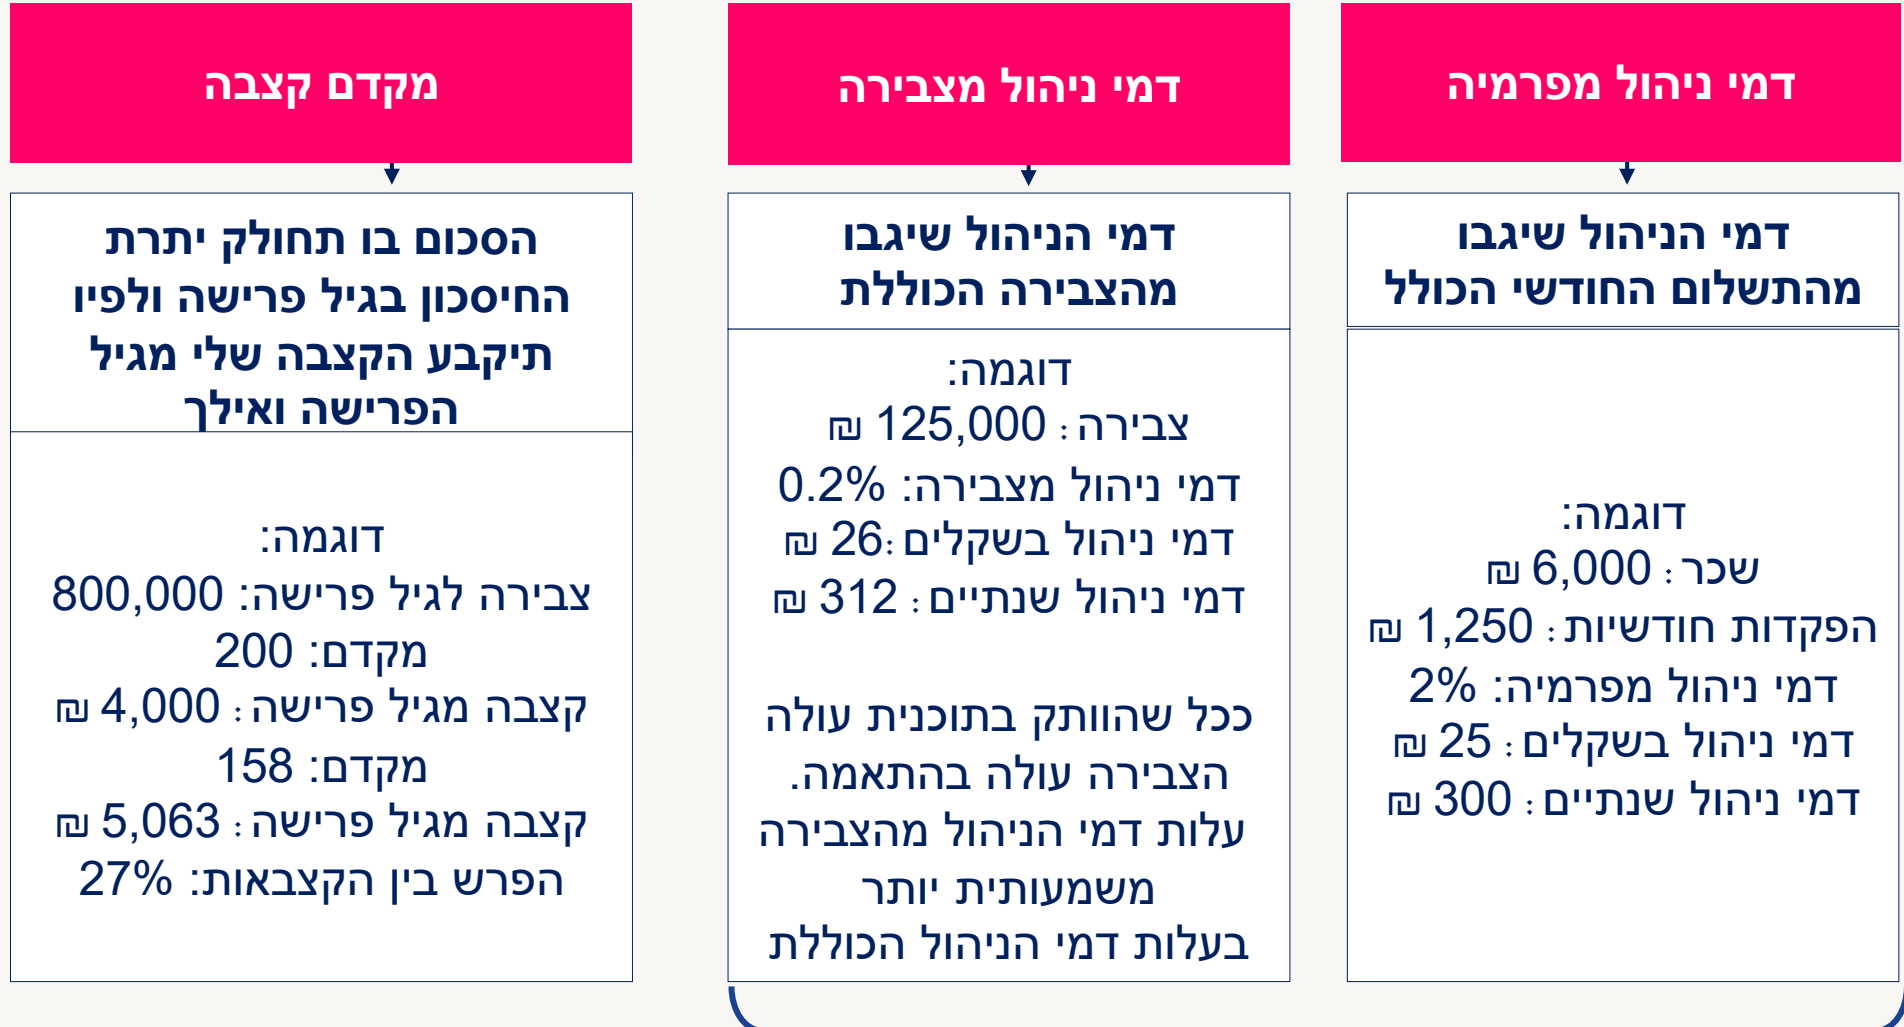 דמי ניהול מפרמיה
דמי הניהול שיגבו
מהתשלום החודשי הכולל
דוגמה:
שכר: 6,000 ₪
הפקדות חודשיות: 1,250 ₪
דמי ניהול מפרמיה: 2%
דמי ניהול בשקלים: 25 ₪
דמי ניהול שנתיים: 300 ₪
דמי ניהול מצבירה
דמי הניהול שיגבו
מהצבירה הכוללת
דוגמה:
צבירה: 125,000 ₪
דמי ניהול מצבירה: 0.2%
דמי ניהול בשקלים: 26 ₪
דמי ניהול שנתיים: 312 ₪
ככל שהוותק בתוכנית עולה
הצבירה עולה בהתאמה.
עלות דמי הניהול מהצבירה
משמעותית יותר
בעלות דמי הניהול הכוללת
מקדם קצבה
הסכום בו תחולק יתרת
החיסכון בגיל פרישה ולפיו
תיקבע הקצבה שלי מגיל
הפרישה ואילך
דוגמה:
צבירה לגיל פרישה: 800,000
מקדם: 200
קצבה מגיל פרישה: 4,000 ₪
מקדם: 158
קצבה מגיל פרישה: 5,063 ₪
הפרש בין הקצבאות: 27%